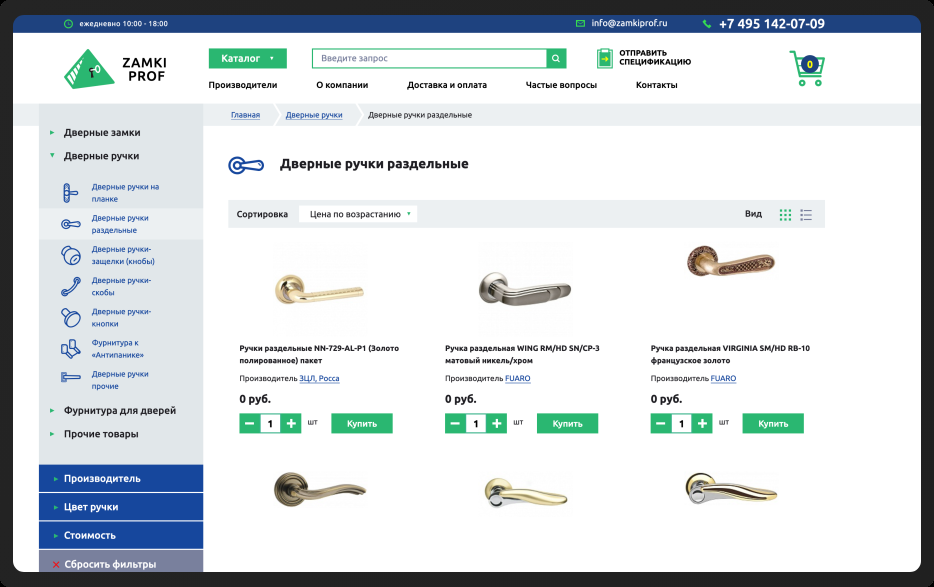 ежедневно 10:00 - 18:00
info@zamkiprof.ru
+7 495 142-07-09
ZAMKI
PROF
Каталог
Введите запрос
ОТПРАВИТЬ
СПЕЦИФИКАЦИЮ
0
Производители
О компании
Доставка и оплата
Частые вопросы
Контакты
Главная
Дверные ручки
Дверные ручки раздельные
Дверные замки
Дверные ручки
Дверные ручки на
планке
Дверные ручки
раздельные
Дверные ручки-
защелки (кнобы)
Дверные ручки-
скобы
Дверные ручки-
кнопки
Фурнитура к
«Антипанике»
Дверные ручки
прочие
Фурнитура для дверей
Прочие товары
Производитель
Цвет ручки
Стоимость
Сбросить фильтры
Дверные ручки раздельные
Сортировка
Цена по возрастанию
Вид
Ручки раздельные NN-729-AL-P1 (Золото
полированное) пакет
Производитель ЗЦЛ, Росса
0 руб.
1
шт
Купить
Ручка раздельная WING RM/HD SN/CP-3
матовый никель/хром
Производитель FUARO
0 руб.
1
шт
Купить
Ручка раздельная VIRGINIA SM/HD RB-10
французское золото
Производитель FUARO
0 руб.
1
шт
Купить